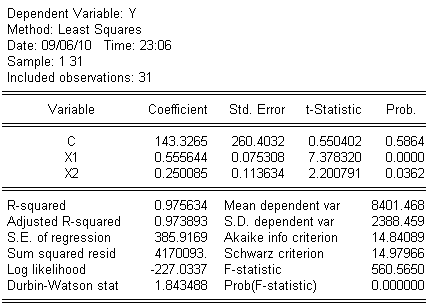 Dependent Variable: Y
Method: Least Squares
Date: 09/06/10 Time: 23:06
Sample: 1 31
Included observations: 31
Variable Coefficient Std. Error t-Statistic Prob.
C 143.3265 260.4032 0.550402 0.5864
X1 0.555644 0.075308 7.378320 0.0000
X2 0.250085 0.113634 2.200791 0.0362
R-squared 0.975634 Mean dependent var 8401.468
Adjusted R-squared 0.973893 S.D. dependent var 2388.459
S.E. of regression 385.9169 Akaike info criterion 14.84089
Sum squared resid 4170093. Schwarz criterion 14.97966
Log likelihood -227.0337 F-statistic 560.5650
Durbin-Watson stat 1.843488 Prob(F-statistic) 0.000000